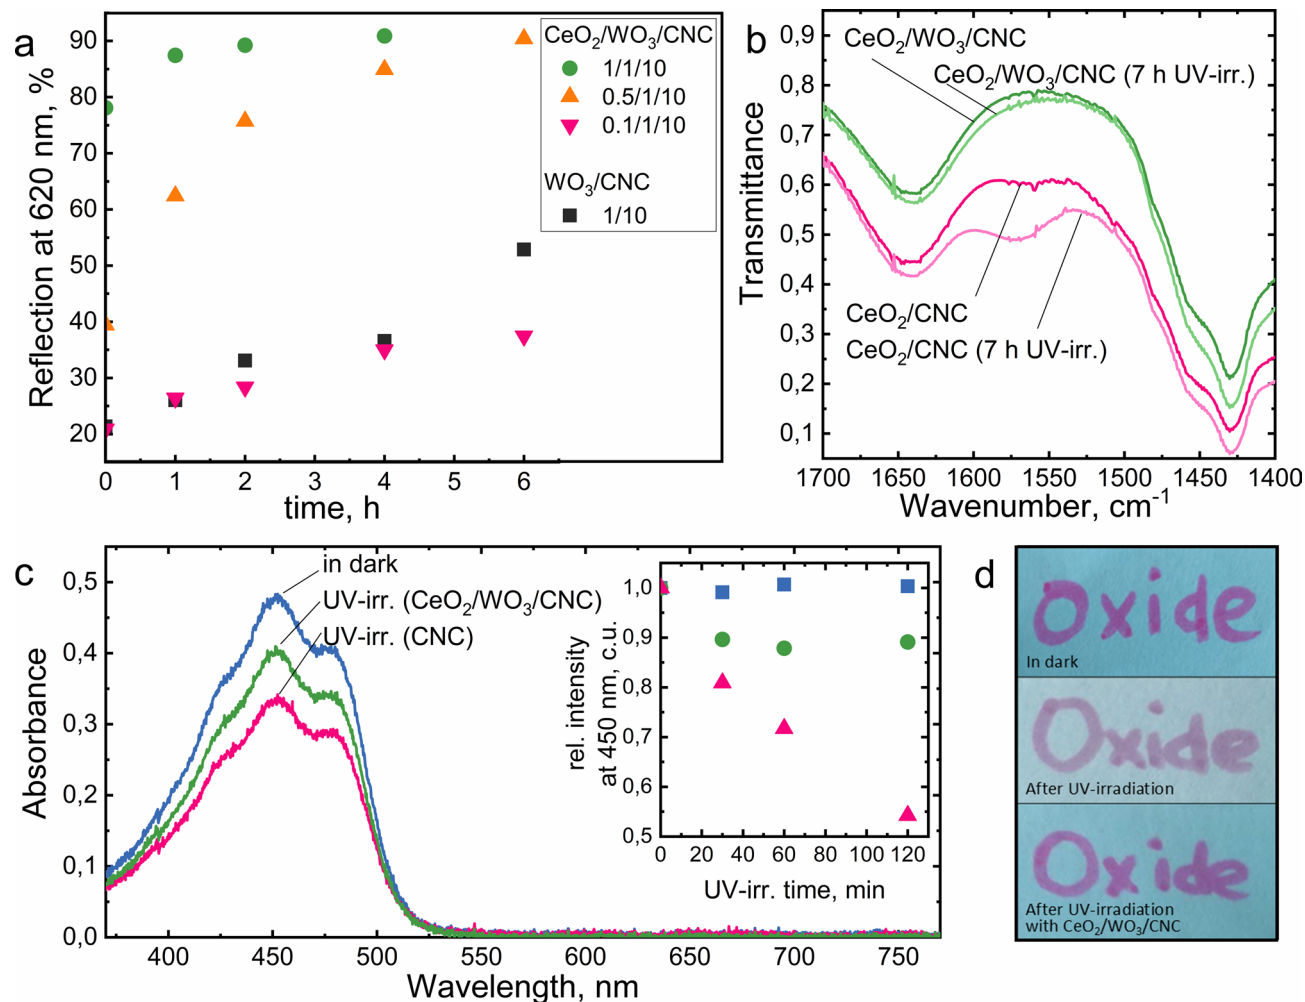 a
Reflection at 620 nm, %
90
80
70
60
50
40
30
20
0 1 2 3 4 5 6
time, h
CeO₂/WO₃/CNC
1/1/10
0.5/1/10
0.1/1/10
WO₃/CNC
1/10
b
Transmittance
0,9
0,8
0,7
0,6
0,5
0,4
0,3
0,2
0,1
1700 1650 1600 1550 1500 1450 1400
Wavenumber, cm⁻¹
CeO₂/WO₃/CNC
CeO₂/WO₃/CNC (7 h UV-irr.)
CeO₂/CNC
CeO₂/CNC (7 h UV-irr.)
c
Absorbance
0,5
0,4
0,3
0,2
0,1
0,0
400 450 500 550 600 650 700 750
Wavelength, nm
in dark
UV-irr. (CeO₂/WO₃/CNC)
UV-irr. (CNC)
rel. intensity
at 450 nm, c.u.
1,0
0,9
0,8
0,7
0,6
0,5
0 20 40 60 80 100 120
UV-irr. time, min
d
Oxide
In dark
Oxide
After UV-irradiation
Oxide
After UV-irradiation
with CeO₂/WO₃/CNC